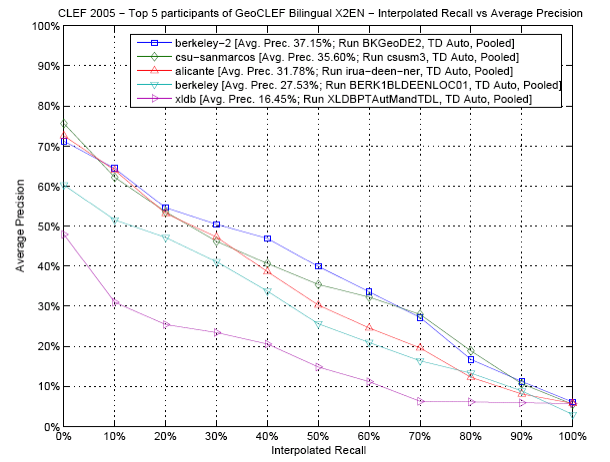 CLEF 2005 − Top 5 participants of GeoCLEF Bilingual X2EN − Interpolated Recall vs Average Precision
100%
90%
80%
70%
60%
50%
40%
30%
20%
10%
0%
Average Precision
berkeley−2 [Avg. Prec. 37.15%; Run BKGeoDE2, TD Auto, Pooled]
csu−sanmarcos [Avg. Prec. 35.60%; Run csusm3, TD Auto, Pooled]
alicante [Avg. Prec. 31.78%; Run irua−deen−ner, TD Auto, Pooled]
berkeley [Avg. Prec. 27.53%; Run BERK1BLDEENLOC01, TD Auto, Pooled]
xldb [Avg. Prec. 16.45%; Run XLDBPTAutMandTDL, TD Auto, Pooled]
0% 10% 20% 30% 40% 50% 60% 70% 80% 90% 100%
Interpolated Recall